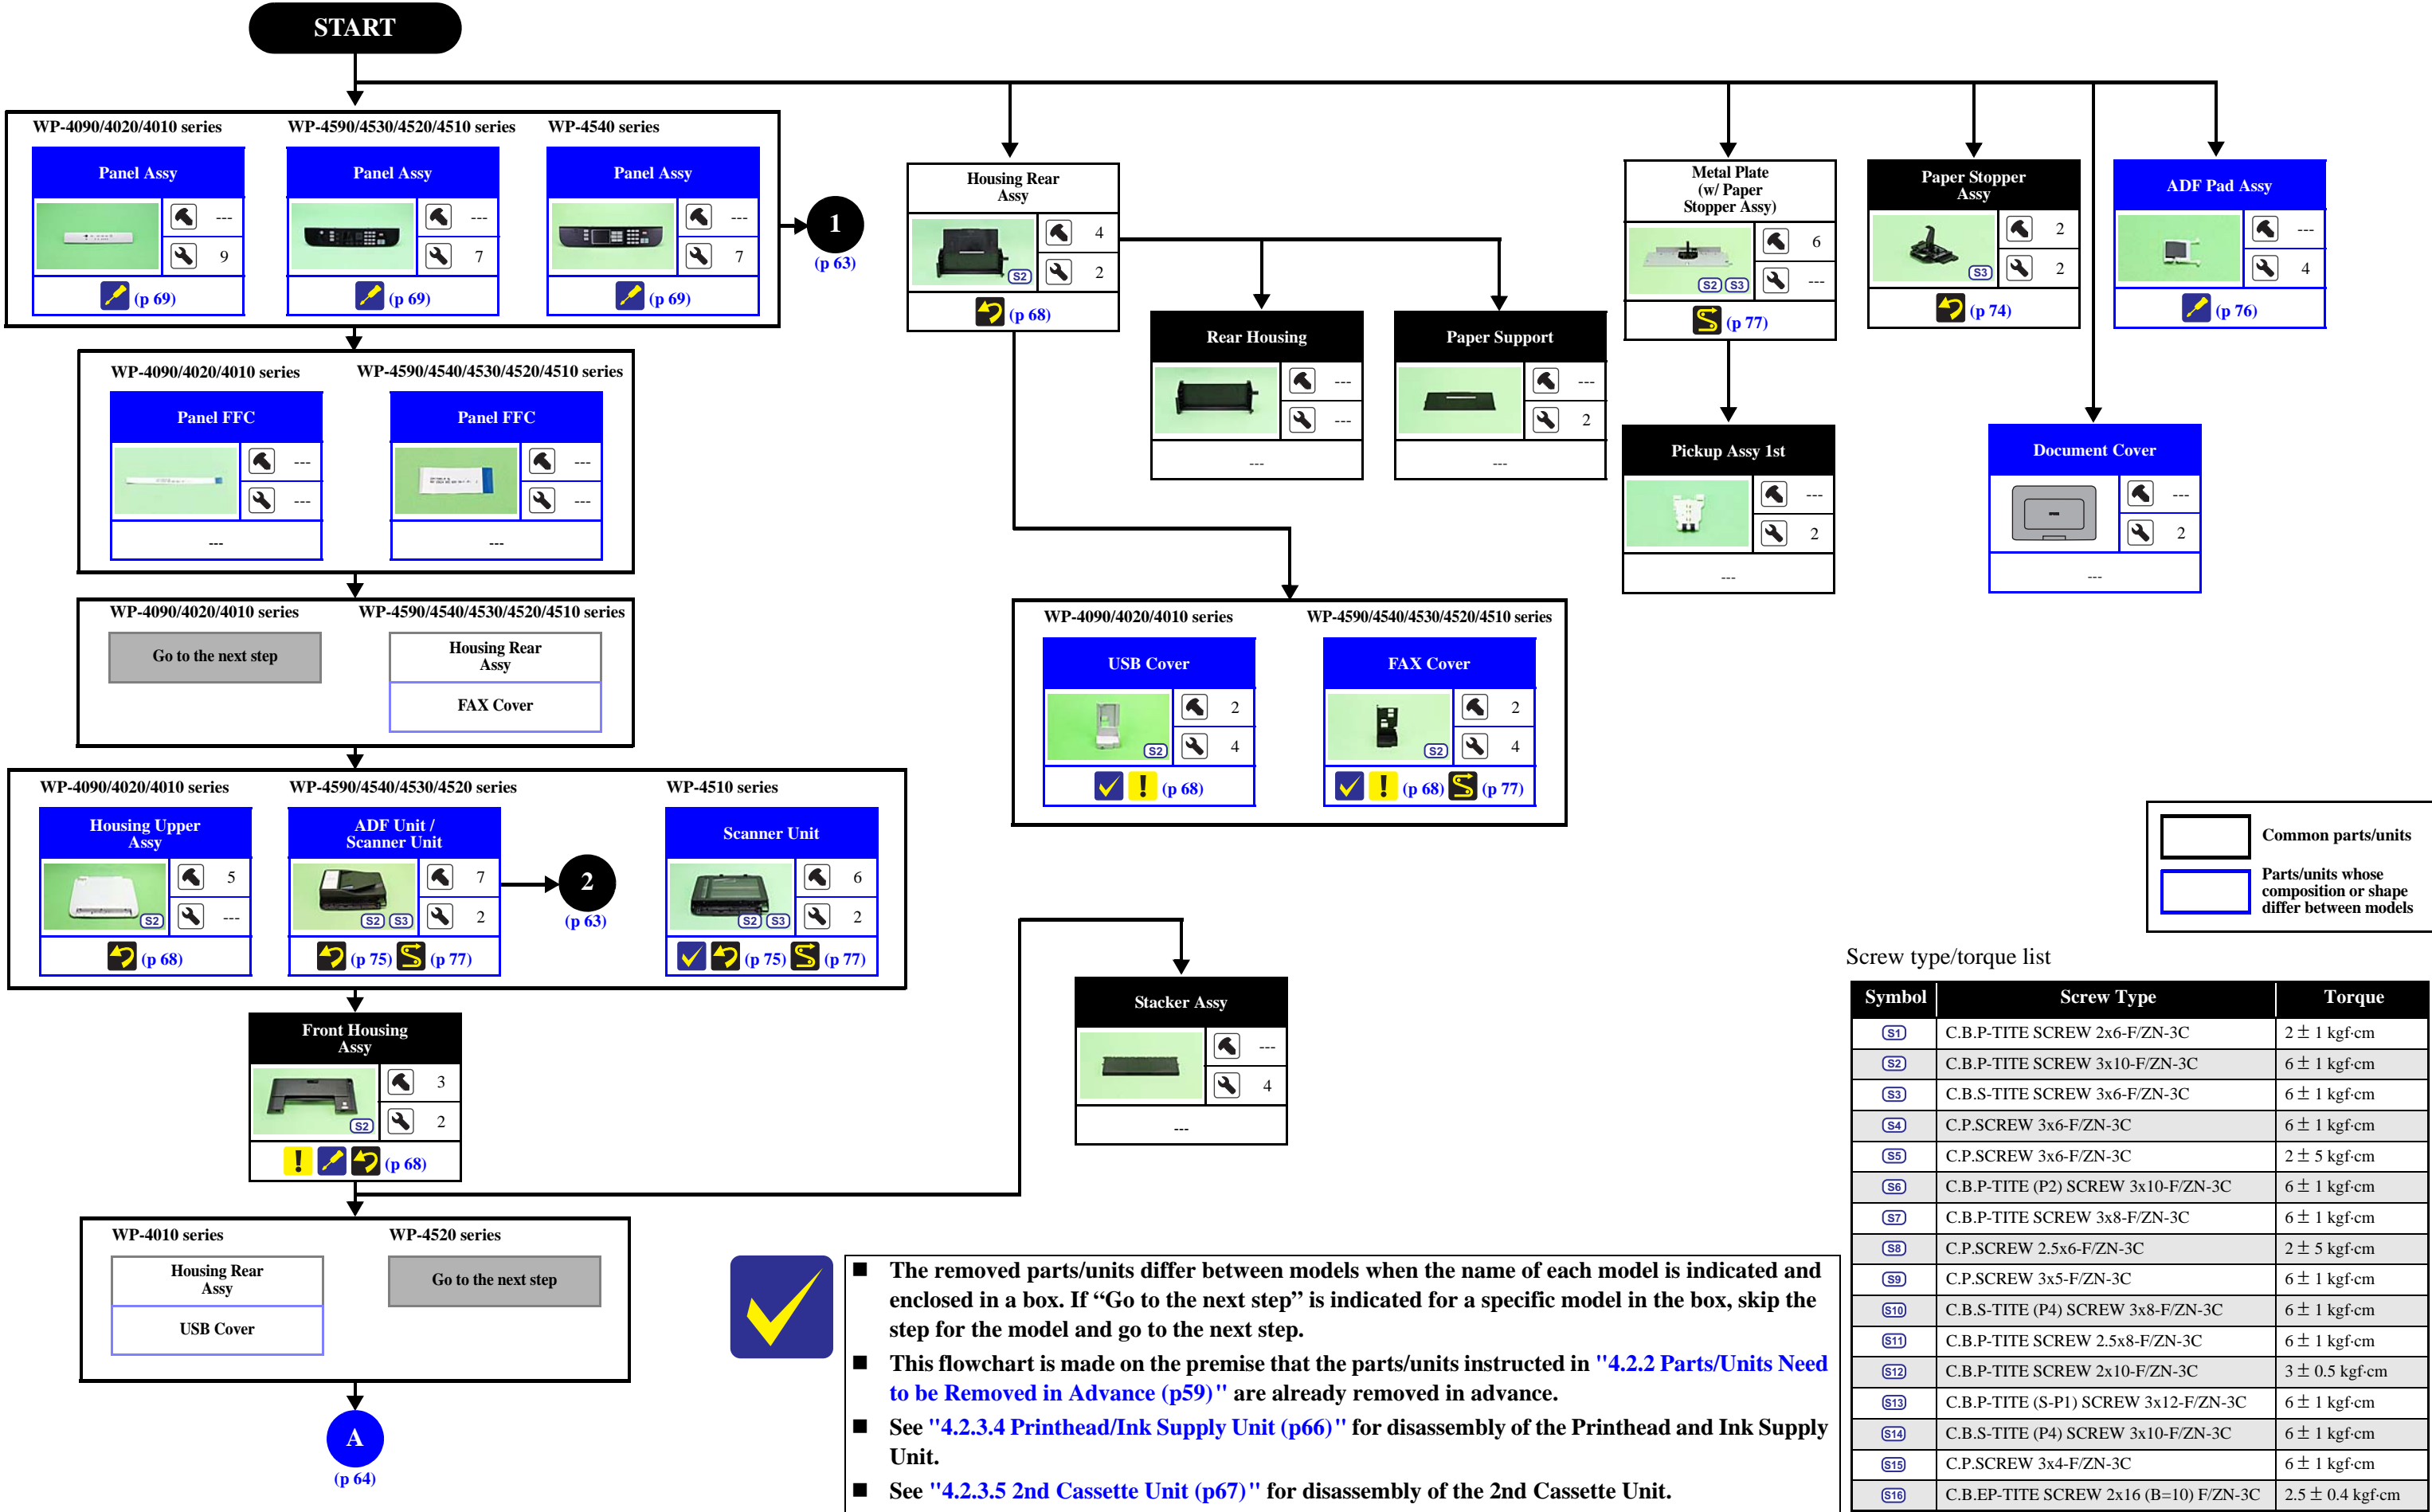 START
WP-4090/4020/4010 series
WP-4590/4530/4520/4510 series
WP-4540 series
Panel Assy
---
9
(p 69)
Panel Assy
---
7
(p 69)
Panel Assy
---
7
(p 69)
1
(p 63)
WP-4090/4020/4010 series
WP-4590/4540/4530/4520/4510 series
Panel FFC
---
---
---
Panel FFC
---
---
---
WP-4090/4020/4010 series
WP-4590/4540/4530/4520/4510 series
Go to the next step
Housing Rear
Assy
FAX Cover
WP-4090/4020/4010 series
WP-4590/4540/4530/4520 series
WP-4510 series
Housing Upper
Assy
S2
5
---
(p 68)
ADF Unit /
Scanner Unit
S2 S3
7
2
(p 75) (p 77)
2
(p 63)
Scanner Unit
S2 S3
6
2
(p 75) (p 77)
Front Housing
Assy
S2
3
2
(p 68)
WP-4010 series
WP-4520 series
Housing Rear
Assy
USB Cover
Go to the next step
A
(p 64)
Housing Rear
Assy
S2
4
2
(p 68)
Rear Housing
---
---
---
Paper Support
---
2
---
WP-4090/4020/4010 series
WP-4590/4540/4530/4520/4510 series
USB Cover
S2
2
4
(p 68)
FAX Cover
S2
2
4
(p 68) (p 77)
Stacker Assy
---
4
---
Metal Plate
(w/ Paper
Stopper Assy)
S2 S3
6
---
(p 77)
Pickup Assy 1st
---
2
---
Paper Stopper
Assy
S3
2
2
(p 74)
ADF Pad Assy
---
4
(p 76)
Document Cover
---
2
---
Common parts/units
Parts/units whose
composition or shape
differ between models
Screw type/torque list
Symbol Screw Type Torque
S1 C.B.P-TITE SCREW 2x6-F/ZN-3C 2 ± 1 kgf·cm
S2 C.B.P-TITE SCREW 3x10-F/ZN-3C 6 ± 1 kgf·cm
S3 C.B.S-TITE SCREW 3x6-F/ZN-3C 6 ± 1 kgf·cm
S4 C.P.SCREW 3x6-F/ZN-3C 6 ± 1 kgf·cm
S5 C.P.SCREW 3x6-F/ZN-3C 2 ± 5 kgf·cm
S6 C.B.P-TITE (P2) SCREW 3x10-F/ZN-3C 6 ± 1 kgf·cm
S7 C.B.P-TITE SCREW 3x8-F/ZN-3C 6 ± 1 kgf·cm
S8 C.P.SCREW 2.5x6-F/ZN-3C 2 ± 5 kgf·cm
S9 C.P.SCREW 3x5-F/ZN-3C 6 ± 1 kgf·cm
S10 C.B.S-TITE (P4) SCREW 3x8-F/ZN-3C 6 ± 1 kgf·cm
S11 C.B.P-TITE SCREW 2.5x8-F/ZN-3C 6 ± 1 kgf·cm
S12 C.B.P-TITE SCREW 2x10-F/ZN-3C 3 ± 0.5 kgf·cm
S13 C.B.P-TITE (S-P1) SCREW 3x12-F/ZN-3C 6 ± 1 kgf·cm
S14 C.B.S-TITE (P4) SCREW 3x10-F/ZN-3C 6 ± 1 kgf·cm
S15 C.P.SCREW 3x4-F/ZN-3C 6 ± 1 kgf·cm
S16 C.B.EP-TITE SCREW 2x16 (B=10) F/ZN-3C 2.5 ± 0.4 kgf·cm
■ The removed parts/units differ between models when the name of each model is indicated and
enclosed in a box. If “Go to the next step” is indicated for a specific model in the box, skip the
step for the model and go to the next step.
■ This flowchart is made on the premise that the parts/units instructed in "4.2.2 Parts/Units Need
to be Removed in Advance (p59)" are already removed in advance.
■ See "4.2.3.4 Printhead/Ink Supply Unit (p66)" for disassembly of the Printhead and Ink Supply
Unit.
■ See "4.2.3.5 2nd Cassette Unit (p67)" for disassembly of the 2nd Cassette Unit.